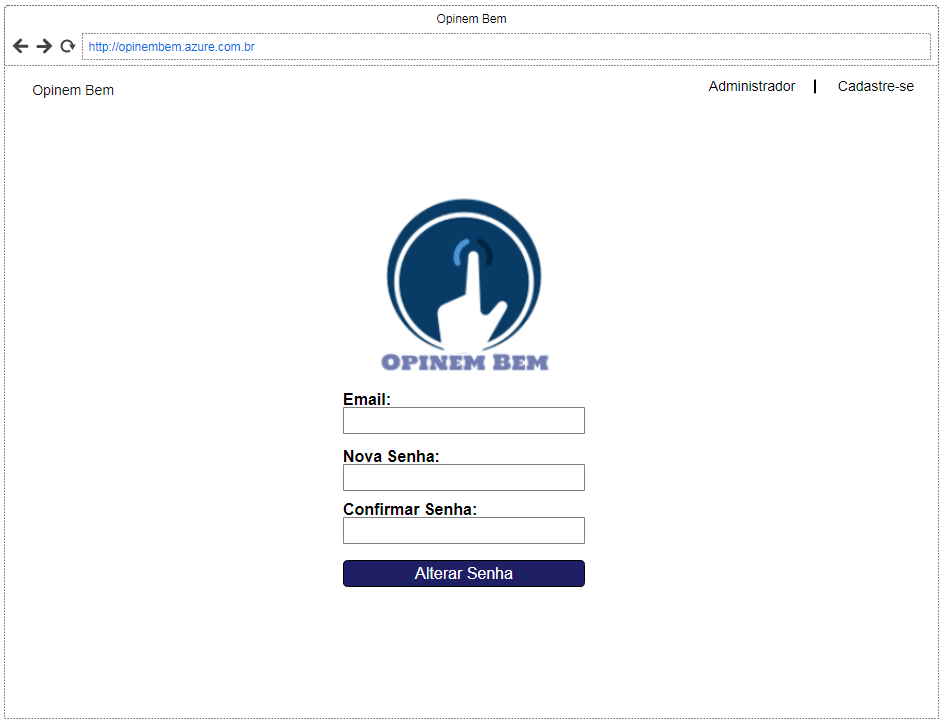 Opinem Bem
http://opinembem.azure.com.br
Opinem Bem
Administrador | Cadastre-se
OPINEM BEM
Email:
Nova Senha:
Confirmar Senha:
Alterar Senha